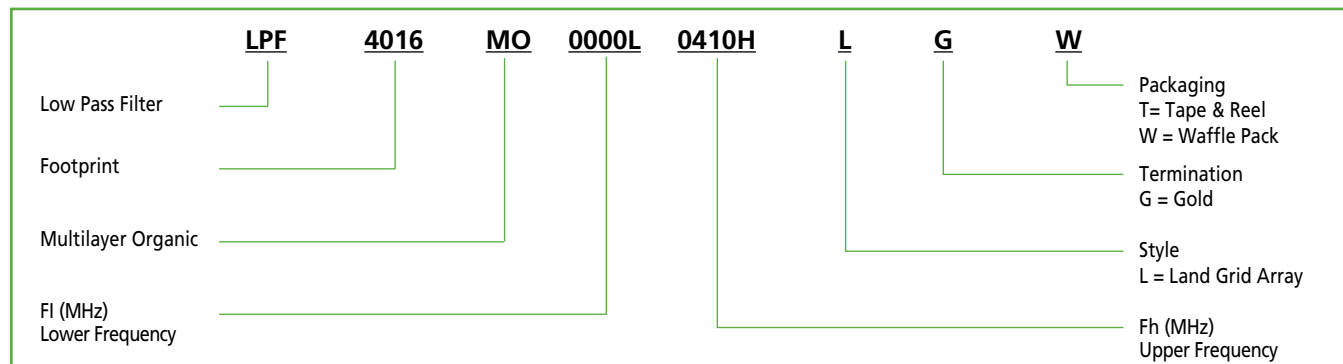 LPF 4016 MO 0000L 0410H L G W
Low Pass Filter
Footprint
Multilayer Organic
Fl (MHz)
Lower Frequency
Packaging
T= Tape & Reel
W = Waffle Pack
Termination
G = Gold
Style
L = Land Grid Array
Fh (MHz)
Upper Frequency